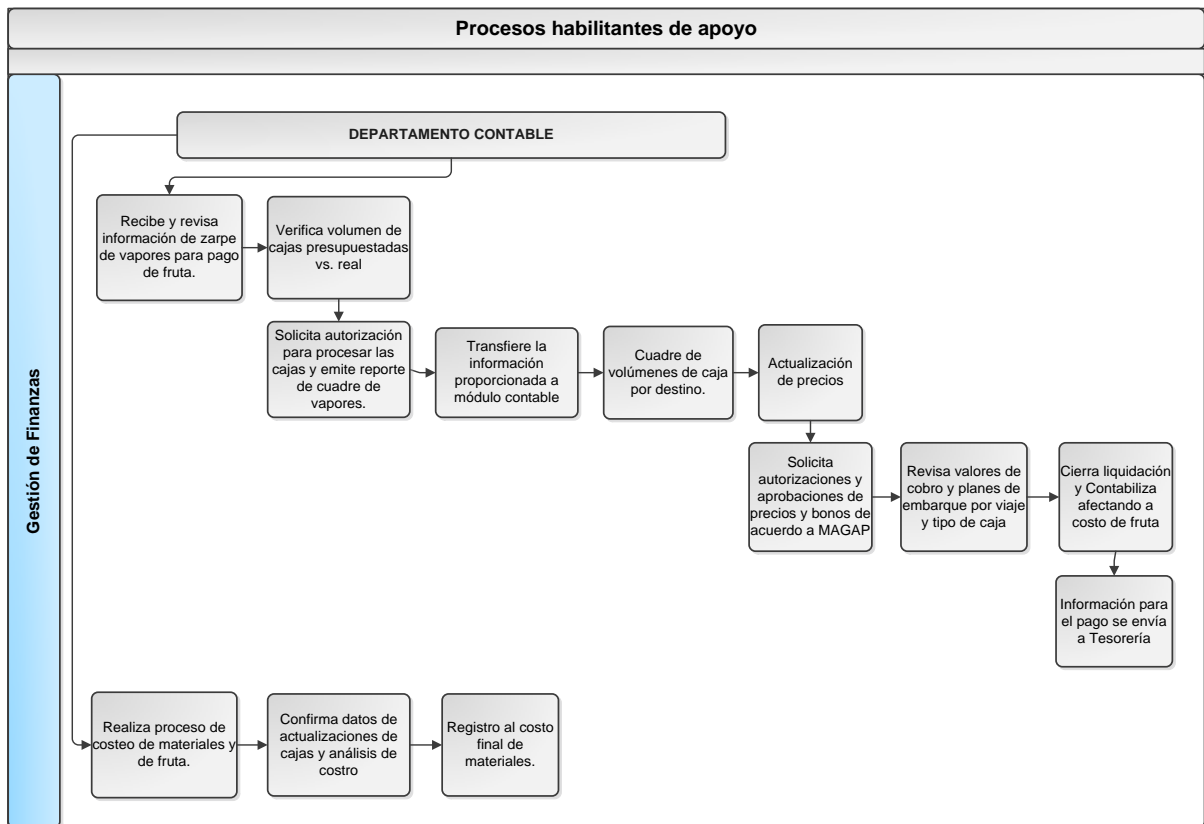 Procesos habilitantes de apoyo
Gestión de Finanzas
DEPARTAMENTO CONTABLE
Recibe y revisa
información de zarpe
de vapores para pago
de fruta.
Verifica volumen de
cajas presupuestadas
vs. real
Solicita autorización
para procesar las
cajas y emite reporte
de cuadre de
vapores.
Transfiere la
información
proporcionada a
módulo contable
Cuadre de
volúmenes de caja
por destino.
Actualización
de precios
Solicita
autorizaciones y
aprobaciones de
precios y bonos de
acuerdo a MAGAP
Revisa valores de
cobro y planes de
embarque por viaje
y tipo de caja
Cierra liquidación
y Contabiliza
afectando a
costo de fruta
Información para
el pago se envía
a Tesorería
Realiza proceso de
costeo de materiales y
de fruta.
Confirma datos de
actualizaciones de
cajas y análisis de
costro
Registro al costo
final de
materiales.